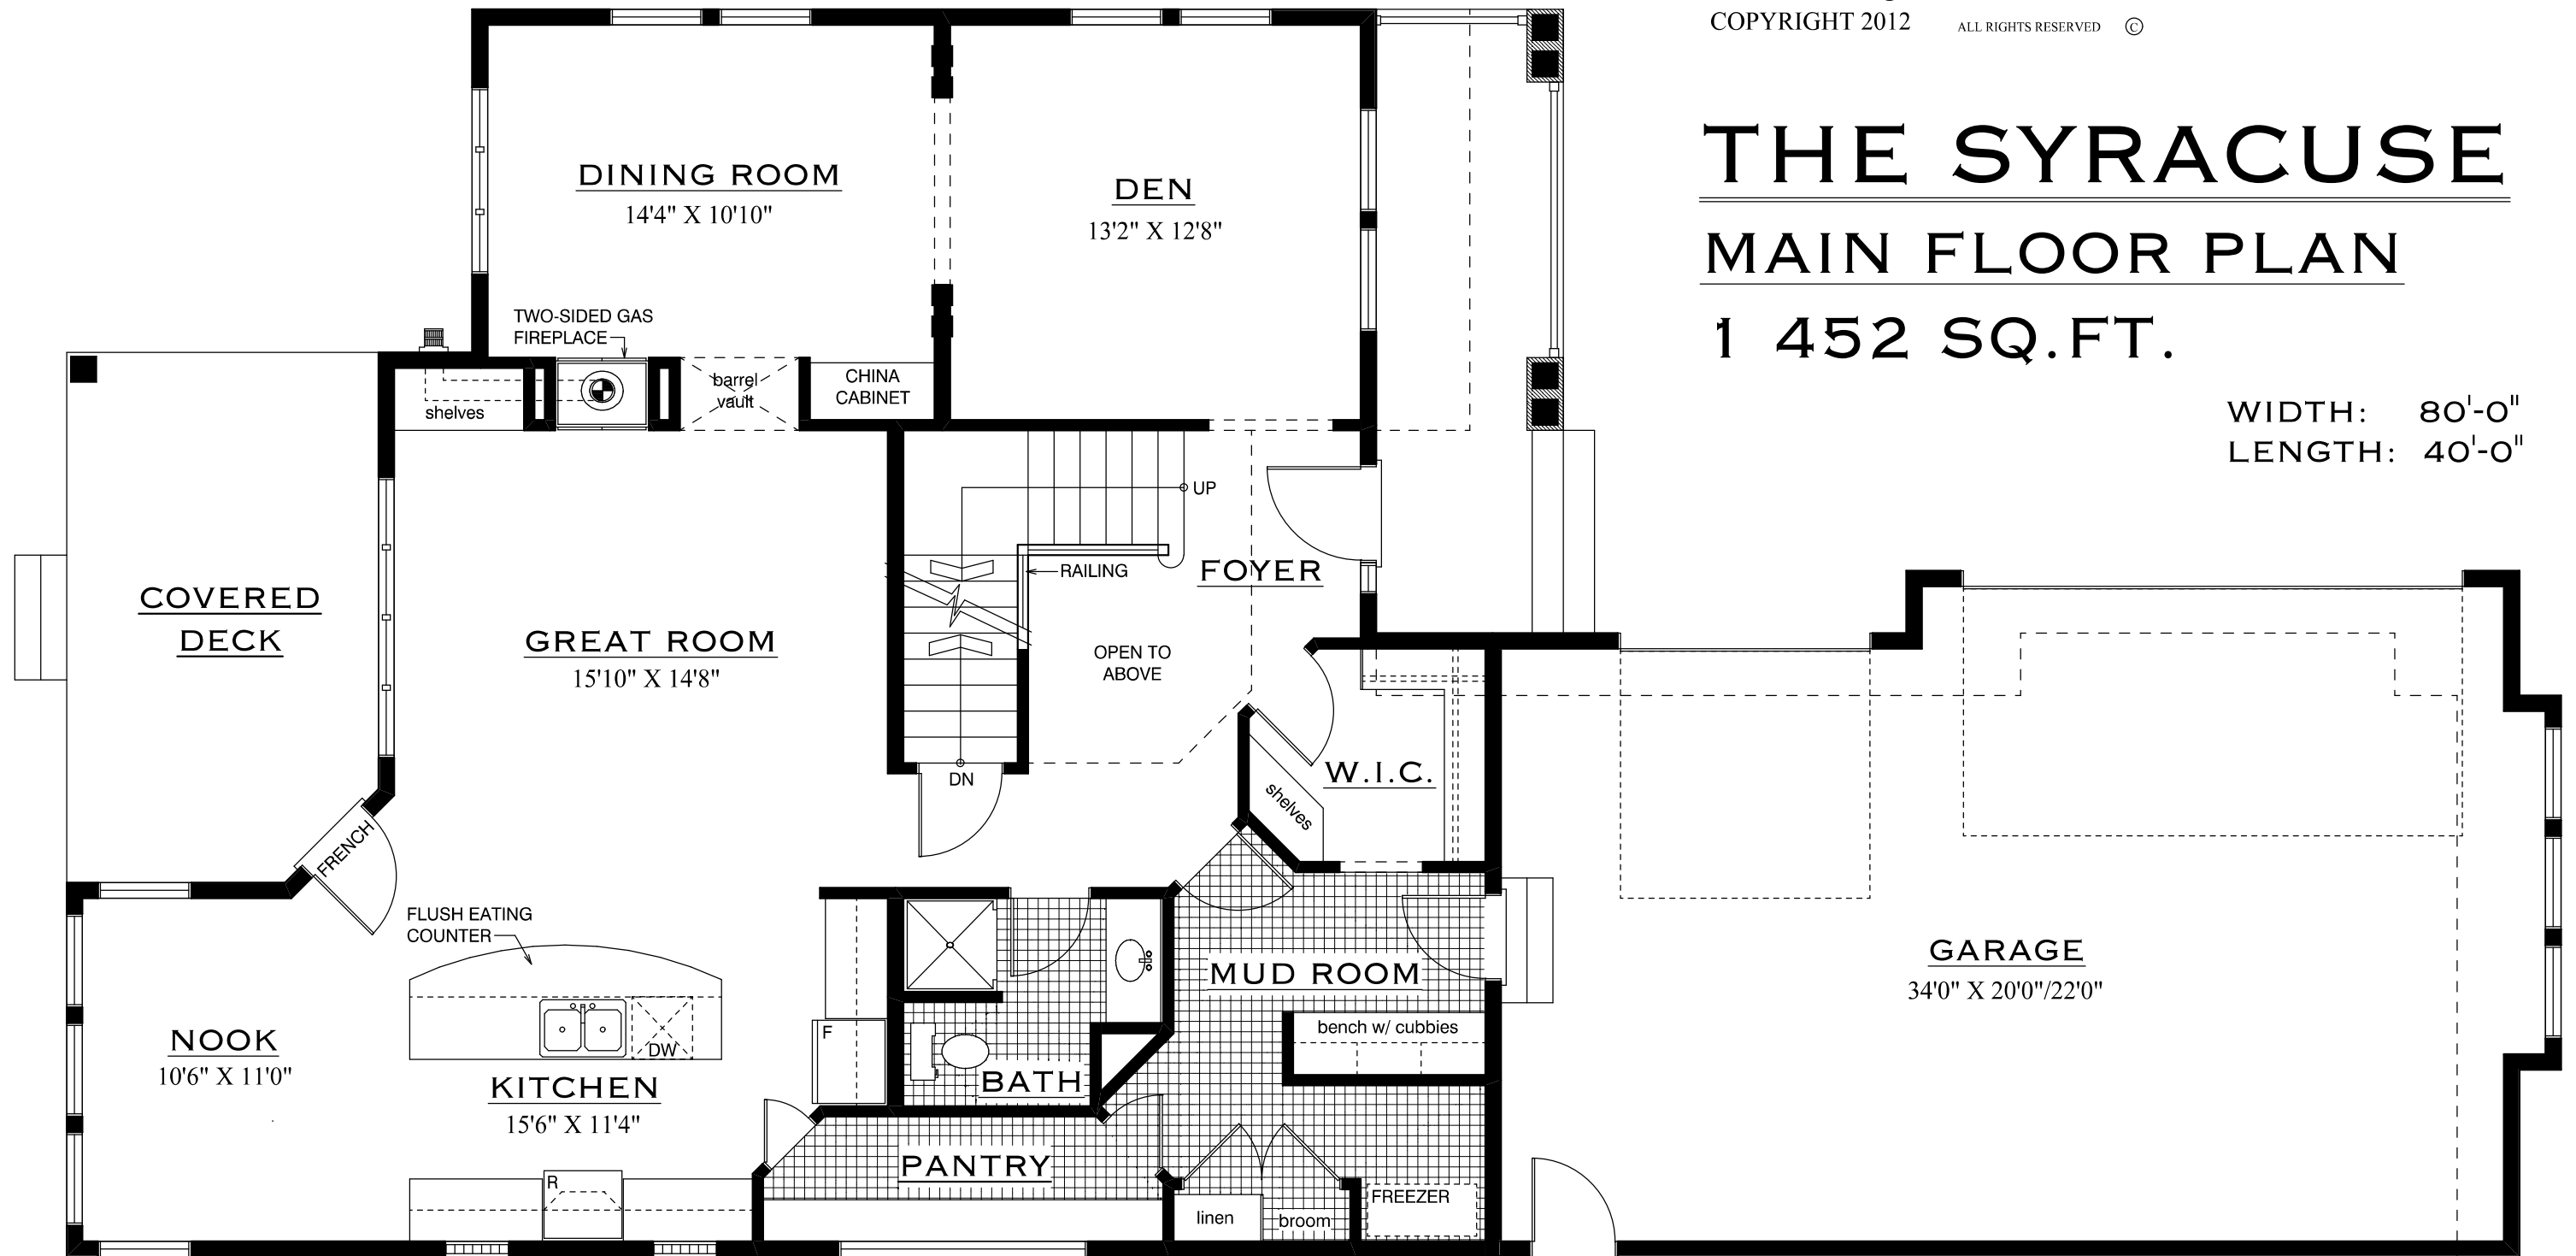 COPYRIGHT 2012 ALL RIGHTS RESERVED ©
THE SYRACUSE
MAIN FLOOR PLAN
1 452 SQ.FT.
WIDTH: 80'-0"
LENGTH: 40'-0"
DINING ROOM
14'4" X 10'10"
DEN
13'2" X 12'8"
TWO-SIDED GAS
FIREPLACE
shelves
barrel
vault
CHINA
CABINET
UP
RAILING
FOYER
COVERED
DECK
GREAT ROOM
15'10" X 14'8"
OPEN TO
ABOVE
DN
W.I.C.
shelves
FRENCH
FLUSH EATING
COUNTER
NOOK
10'6" X 11'0"
DW
F
KITCHEN
15'6" X 11'4"
R
BATH
MUD ROOM
bench w/ cubbies
PANTRY
linen
broom
FREEZER
GARAGE
34'0" X 20'0"/22'0"